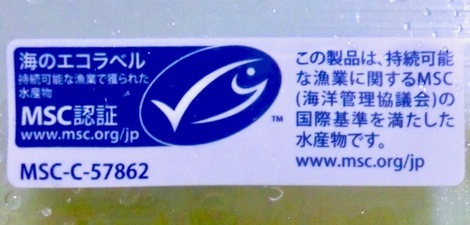 海のエコラベル
持続可能な漁業で獲られた
水産物
MSC認証
www.msc.org/jp
TM
MSC-C-57862
この製品は、持続可能
な漁業に関するMSC
(海洋管理協議会)の
国際基準を満たした
水産物です。
www.msc.org/jp